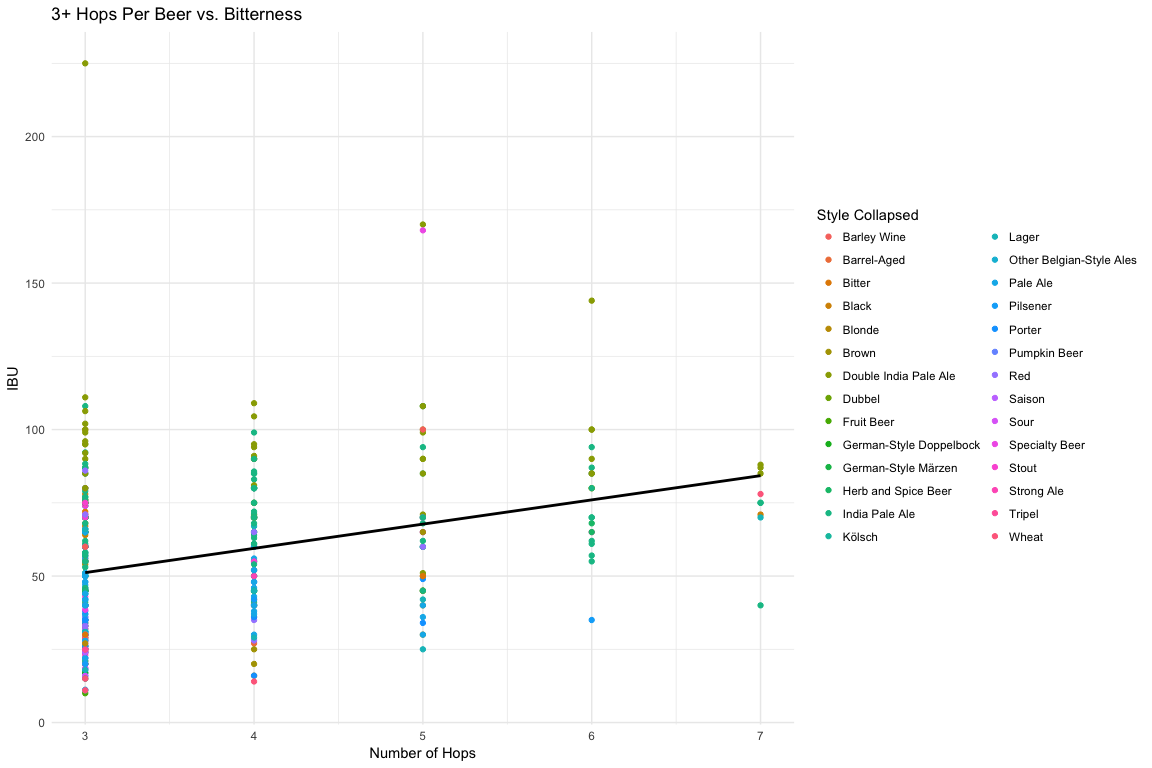 3+ Hops Per Beer vs. Bitterness
200
150
100
50
0
IBU
3
4
5
6
7
Number of Hops
Style Collapsed
Barley Wine
Barrel-Aged
Bitter
Black
Blonde
Brown
Double India Pale Ale
Dubbel
Fruit Beer
German-Style Doppelbock
German-Style Märzen
Herb and Spice Beer
India Pale Ale
Kölsch
Lager
Other Belgian-Style Ales
Pale Ale
Pilsener
Porter
Pumpkin Beer
Red
Saison
Sour
Specialty Beer
Stout
Strong Ale
Tripel
Wheat